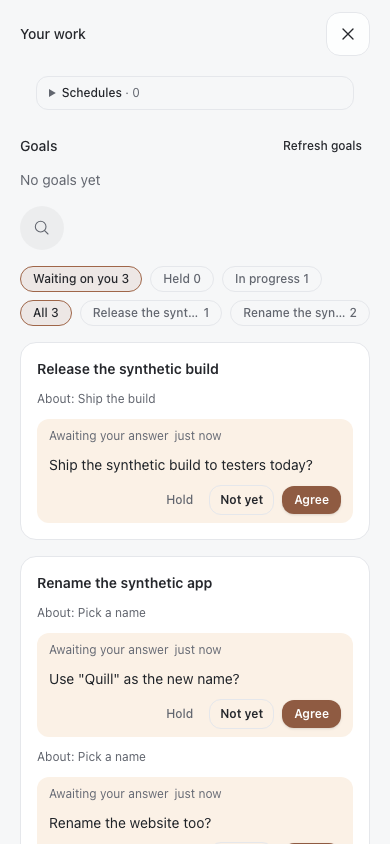 Your work
Schedules · 0
Goals
Refresh goals
No goals yet
Waiting on you 3
Held 0
In progress 1
All 3
Release the synt... 1
Rename the syn... 2
Release the synthetic build
About: Ship the build
Awaiting your answer just now
Ship the synthetic build to testers today?
Hold
Not yet
Agree
Rename the synthetic app
About: Pick a name
Awaiting your answer just now
Use "Quill" as the new name?
Hold
Not yet
Agree
About: Pick a name
Awaiting your answer just now
Rename the website too?